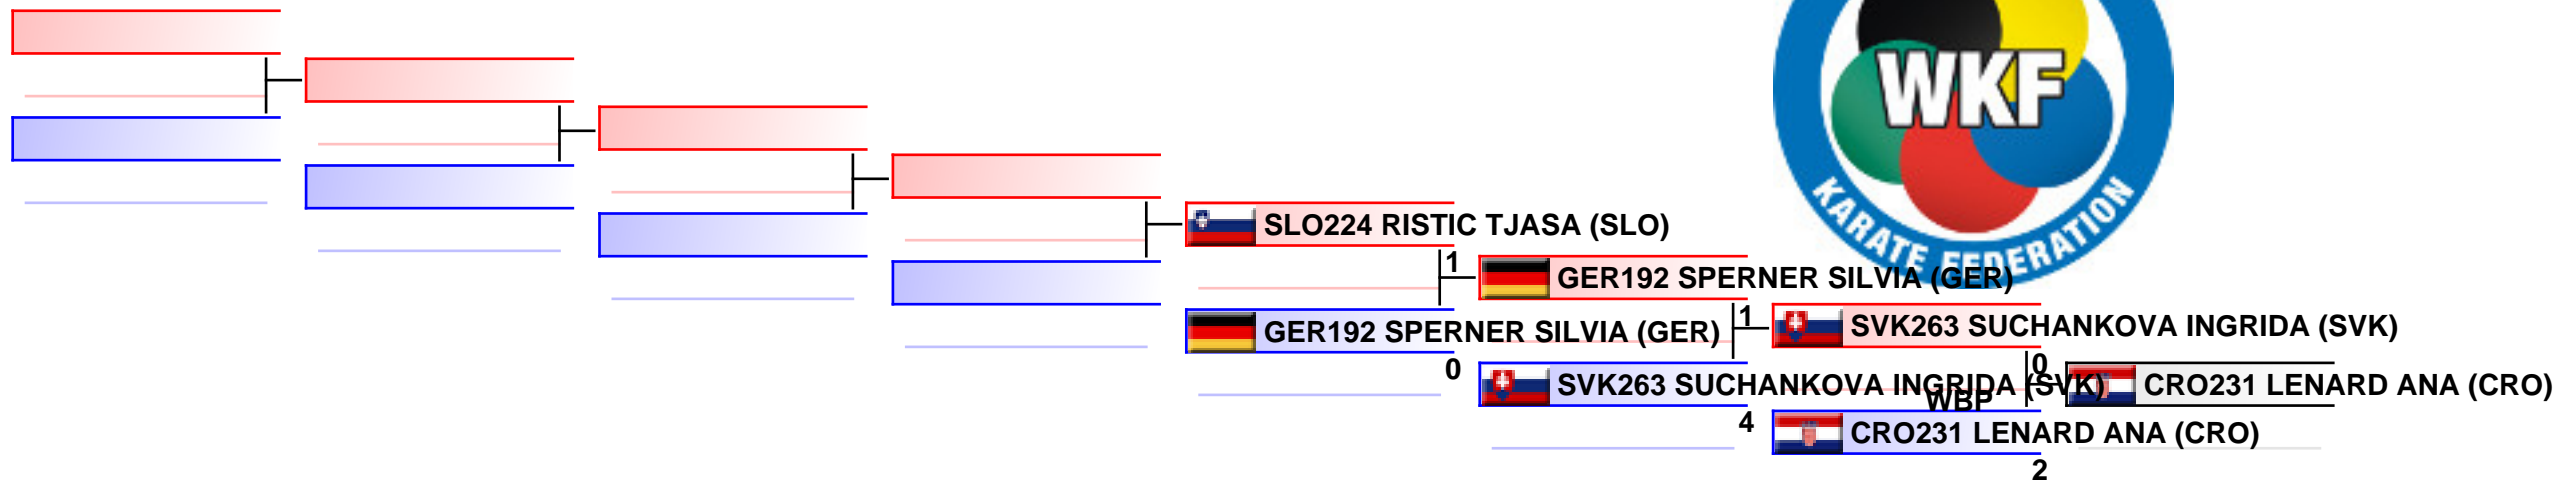 WKF
KARATE FEDERATION
SLO224 RISTIC TJASA (SLO)
1
GER192 SPERNER SILVIA (GER)
GER192 SPERNER SILVIA (GER)
0
1
SVK263 SUCHANKOVA INGRIDA (SVK)
SVK263 SUCHANKOVA INGRIDA (SVK)
4
0
WBP
CRO231 LENARD ANA (CRO)
CRO231 LENARD ANA (CRO)
2